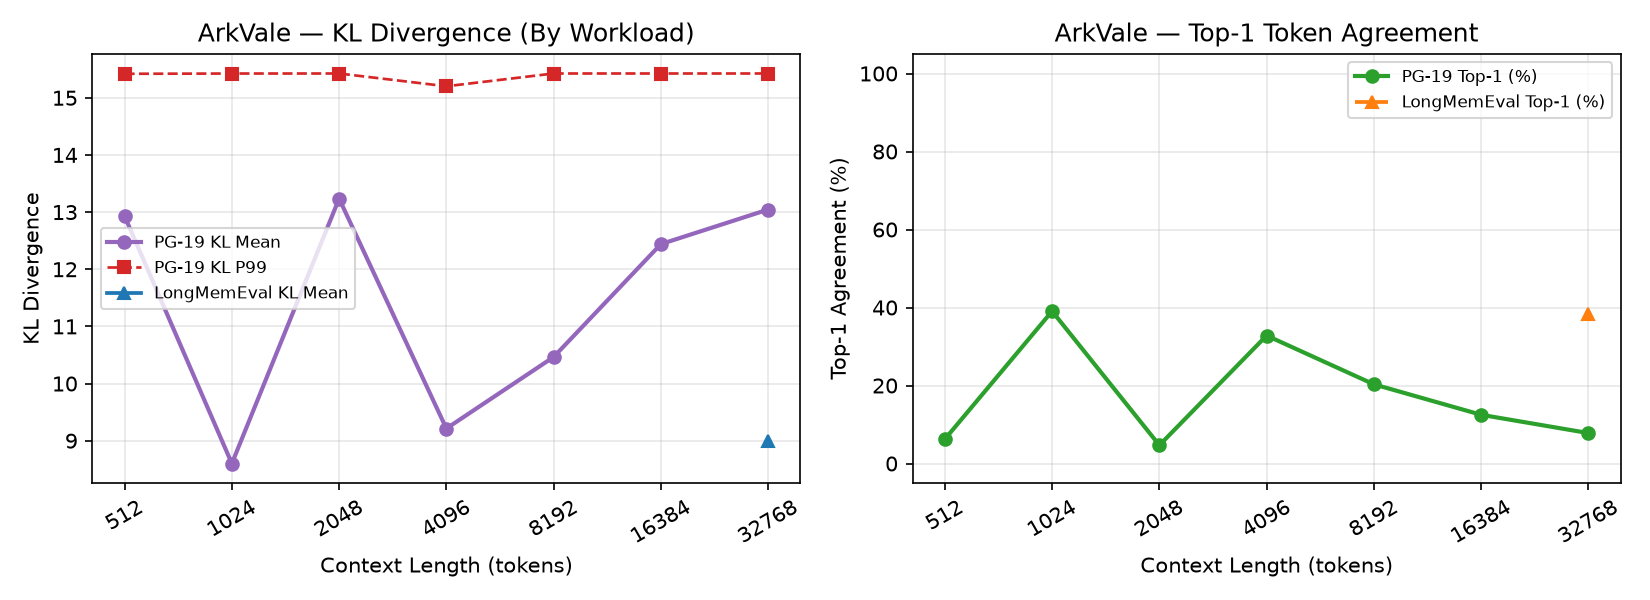 ArkVale — KL Divergence (By Workload)
KL Divergence
15
14
13
12
11
10
9
PG-19 KL Mean
PG-19 KL P99
LongMemEval KL Mean
512
1024
2048
4096
8192
16384
32768
Context Length (tokens)
ArkVale — Top-1 Token Agreement
Top-1 Agreement (%)
100
80
60
40
20
0
PG-19 Top-1 (%)
LongMemEval Top-1 (%)
512
1024
2048
4096
8192
16384
32768
Context Length (tokens)